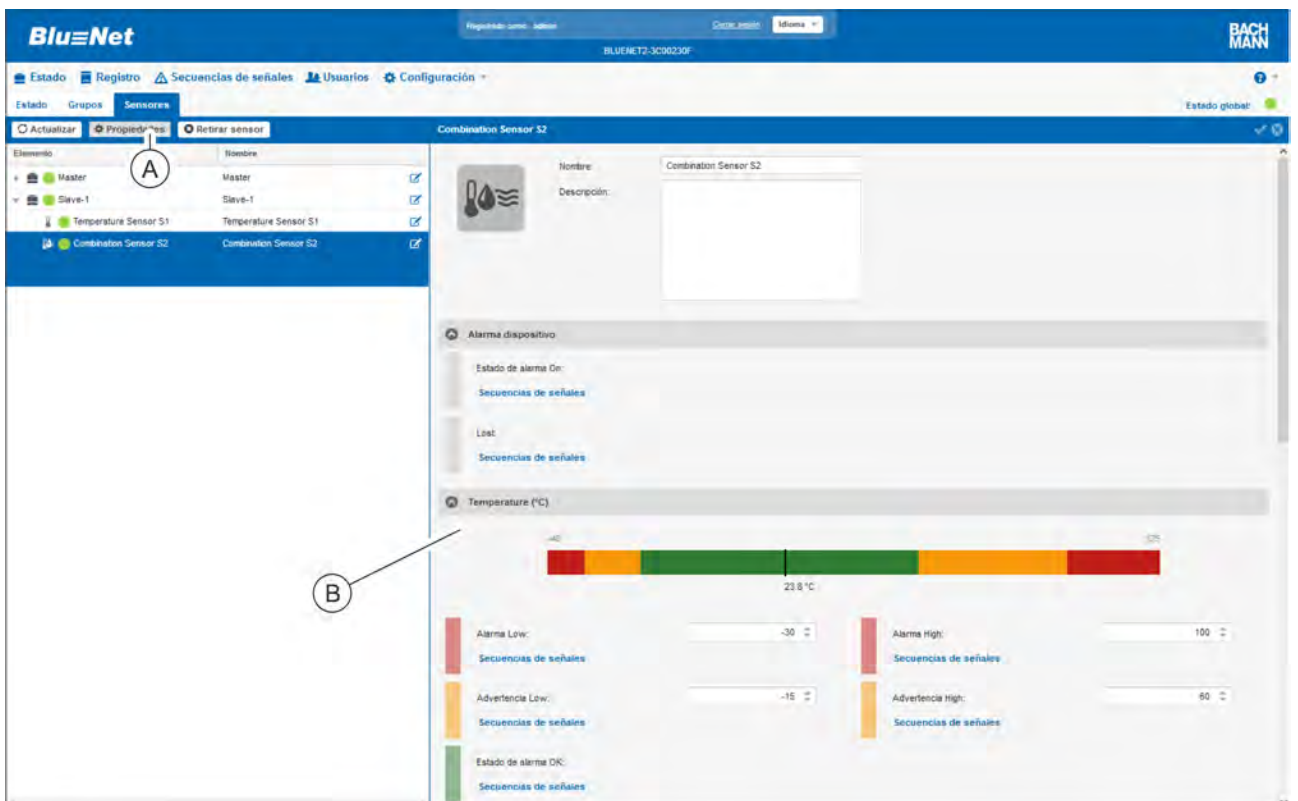 Blu≡Net
Registrado como: admin
Cerrar sesión
Idioma
BACH
MANN
BLUENET2-3C00230F
Estado Registro Secuencias de señales Usuarios Configuración
Estado Grupos Sensores
Estado global:
Actualizar Propiedades Retirar sensor
Combination Sensor S2
A
Elemento Nombre
Master Master
Slave-1 Slave-1
Temperature Sensor S1 Temperature Sensor S1
Combination Sensor S2 Combination Sensor S2
Nombre: Combination Sensor S2
Descripción:
Alarma dispositivo
Estado de alarma On:
Secuencias de señales
Lost:
Secuencias de señales
Temperature (°C)
-40 125
23.8 °C
B
Alarma Low: -30
Secuencias de señales
Alarma High: 100
Secuencias de señales
Advertencia Low: -15
Secuencias de señales
Advertencia High: 60
Secuencias de señales
Estado de alarma OK:
Secuencias de señales